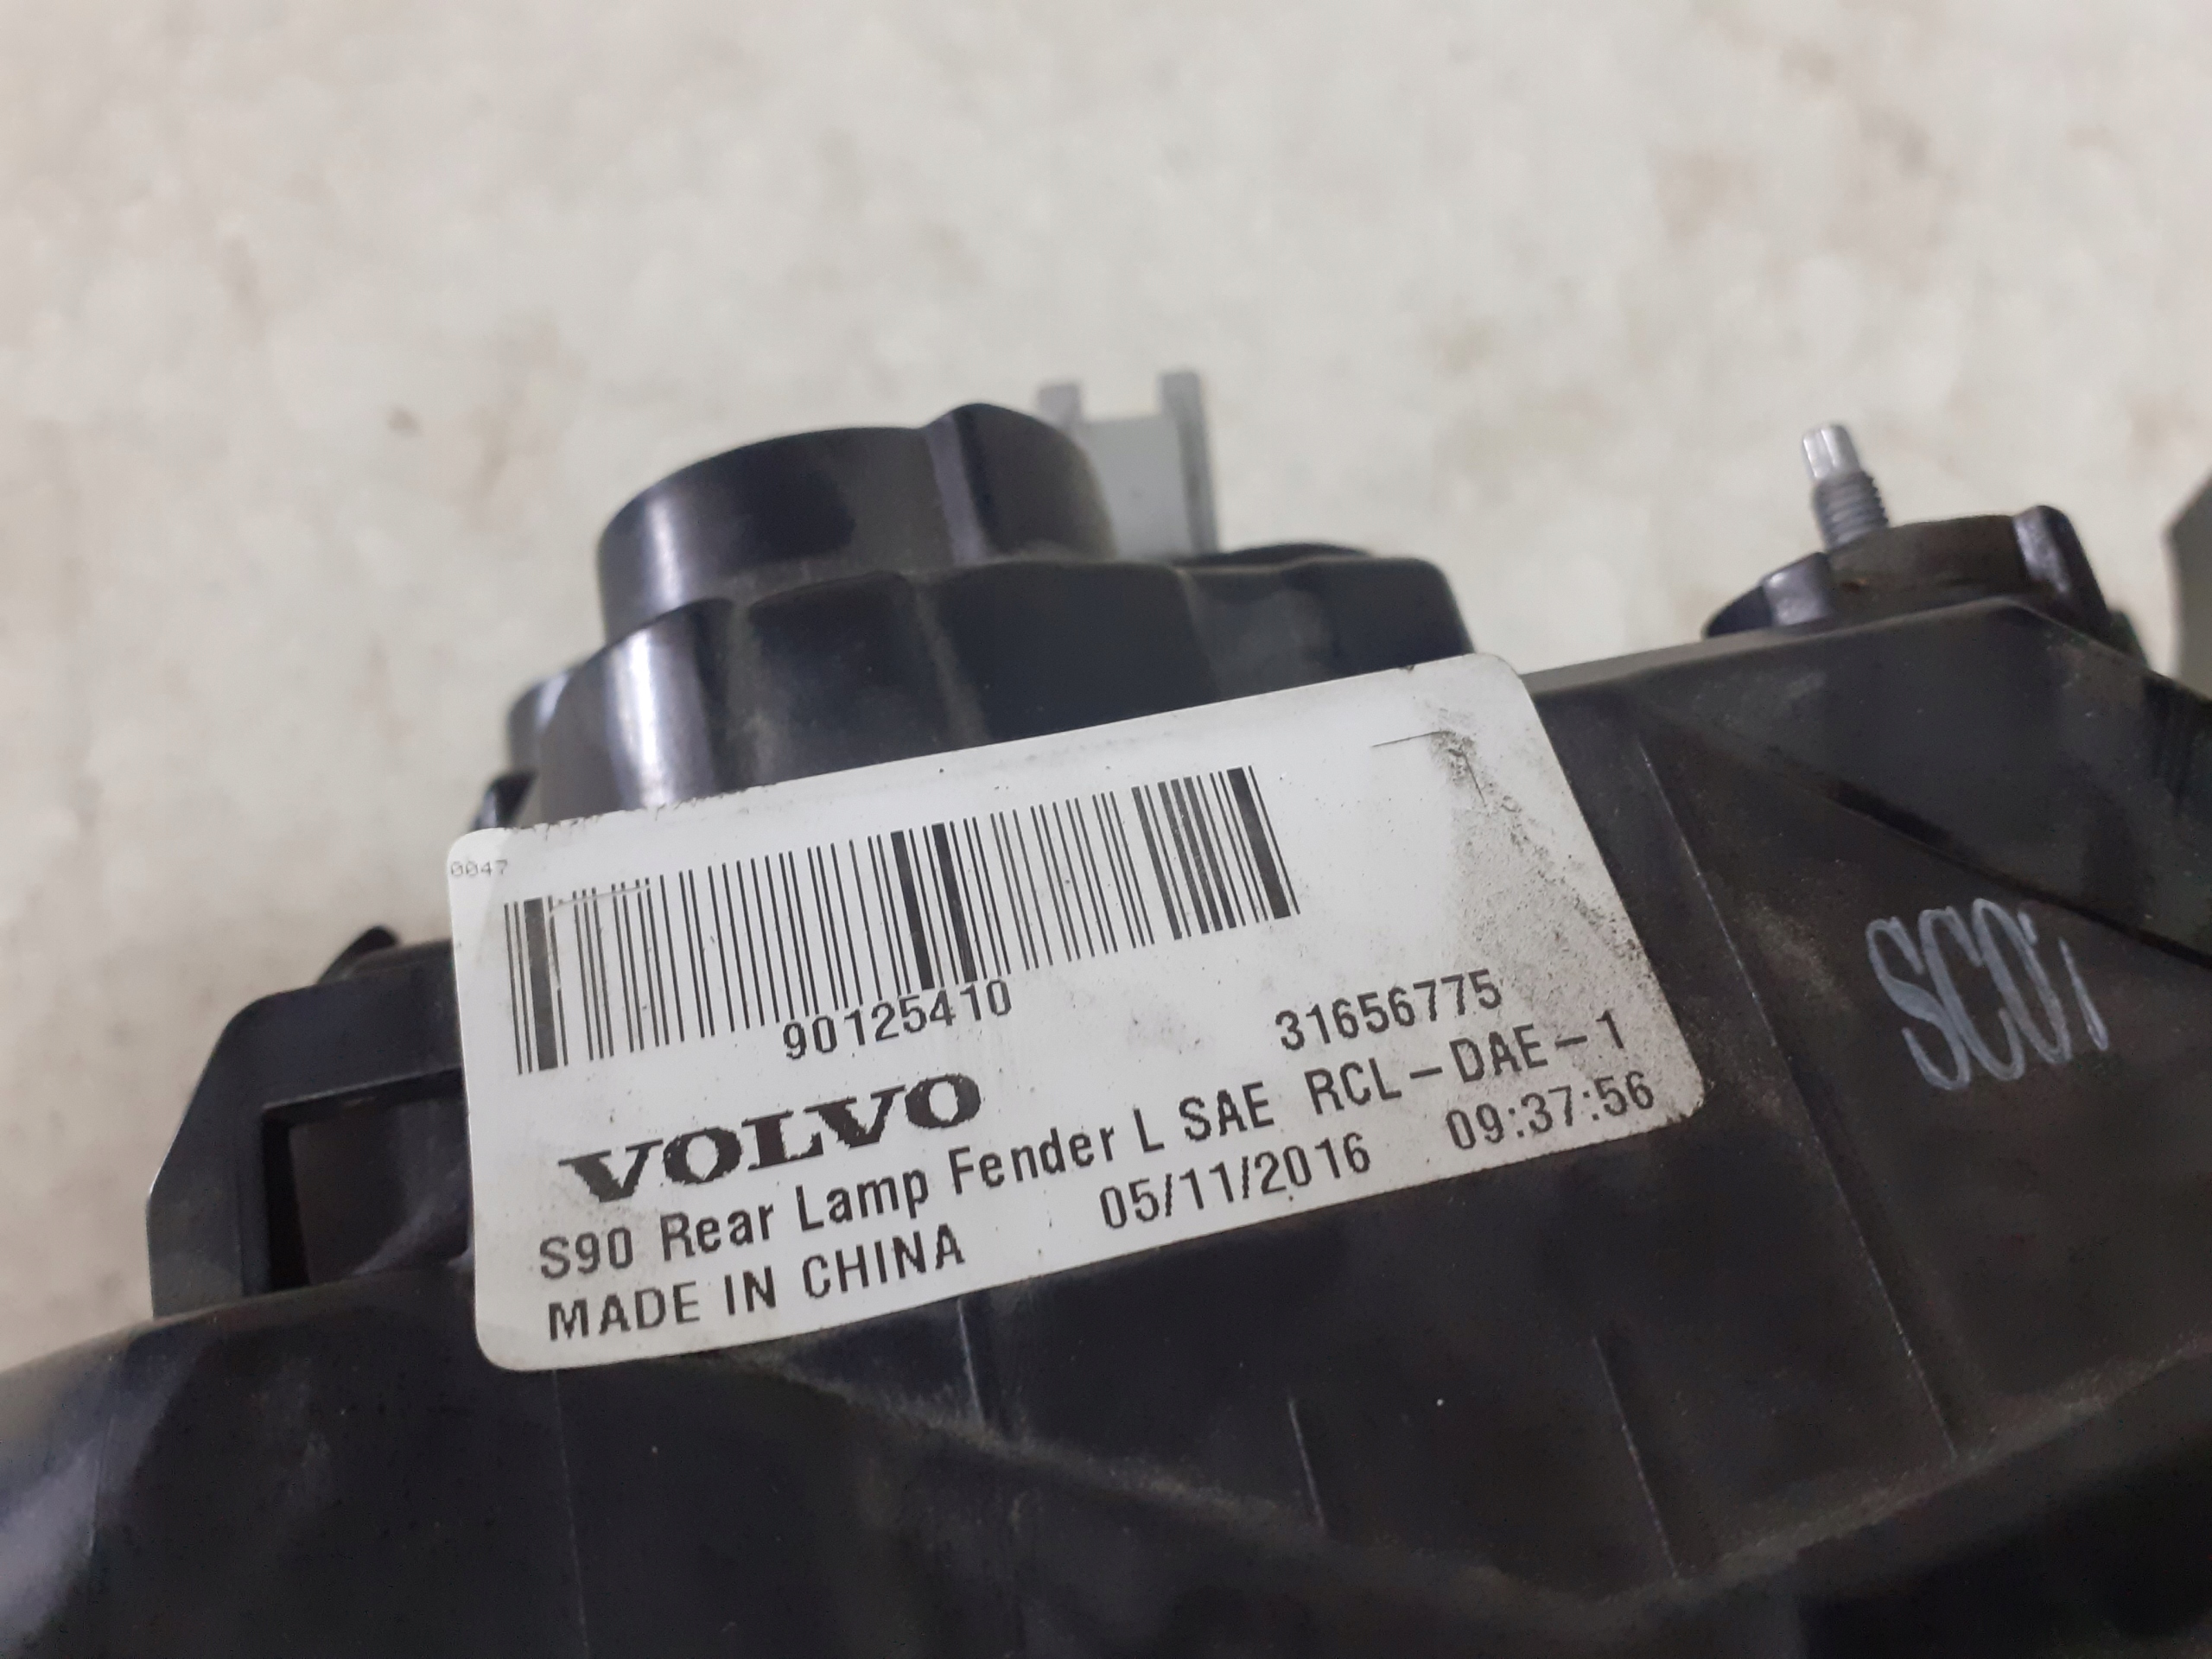 0047
90125410
31656775
VOLVO
S90 Rear Lamp Fender L SAE RCL-DAE-1
MADE IN CHINA 05/11/2016 09:37:56